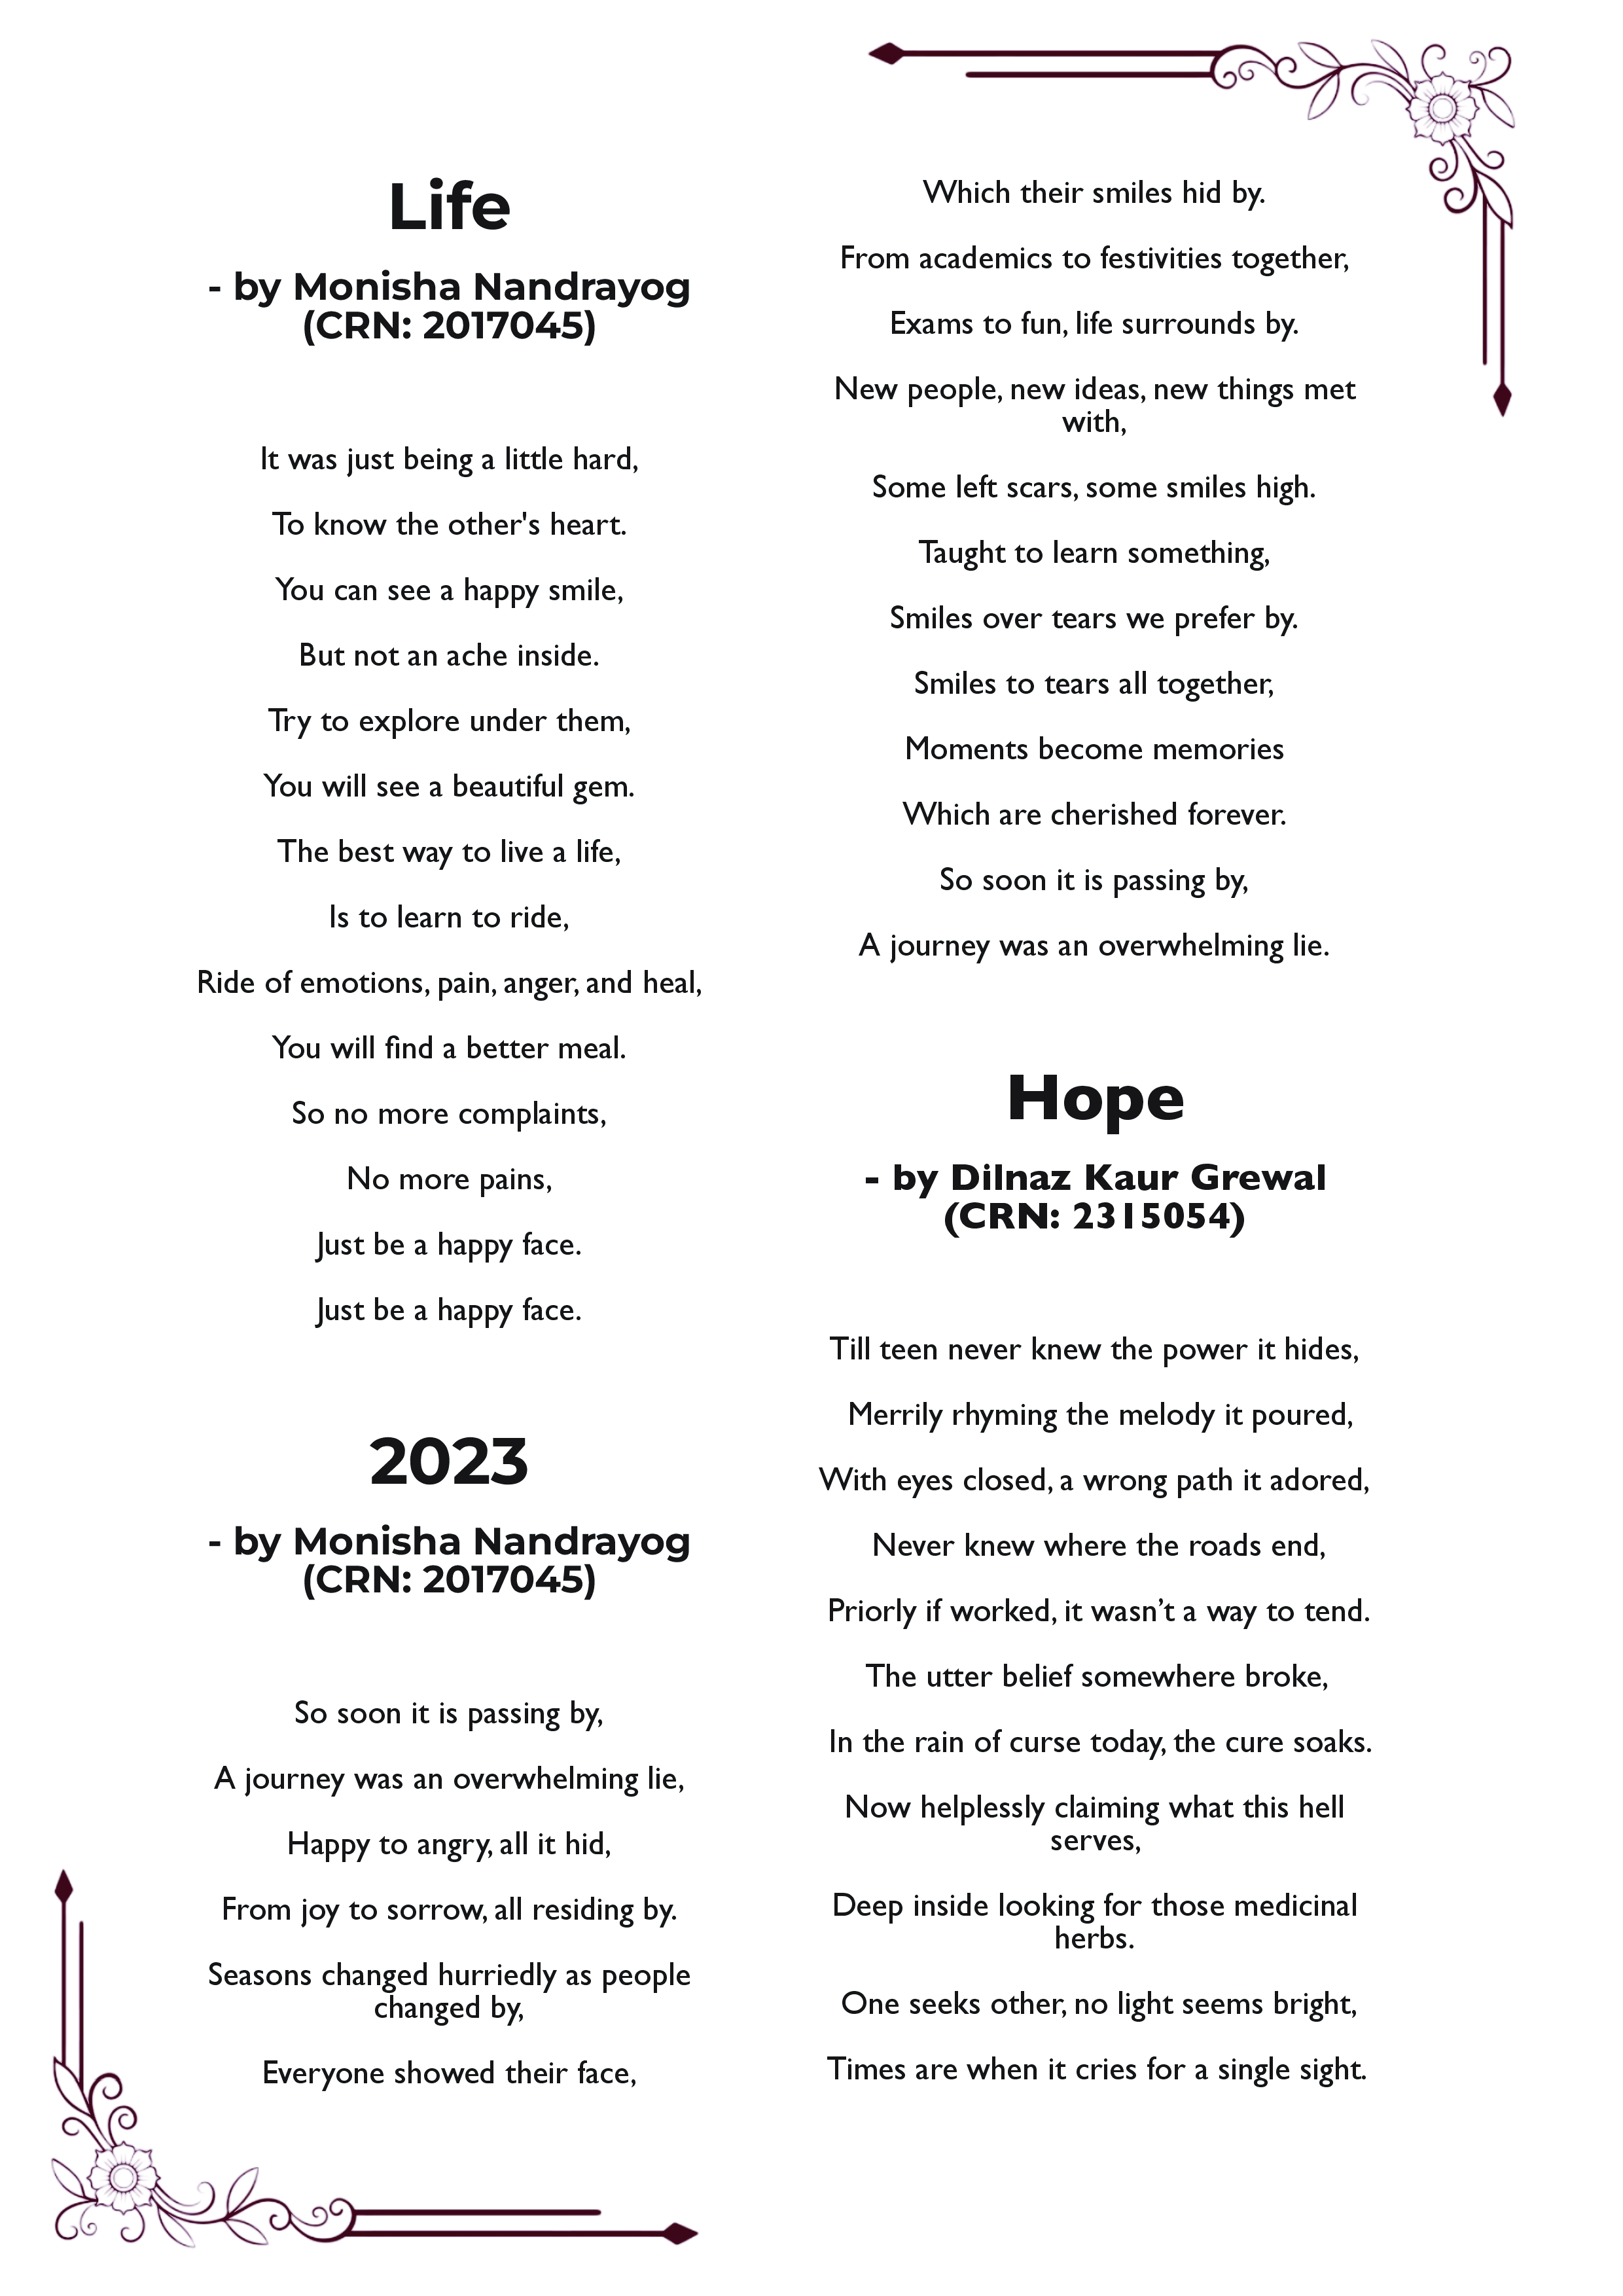 Life
- by Monisha Nandrayog
(CRN: 2017045)
It was just being a little hard,
To know the other's heart.
You can see a happy smile,
But not an ache inside.
Try to explore under them,
You will see a beautiful gem.
The best way to live a life,
Is to learn to ride,
Ride of emotions, pain, anger, and heal,
You will find a better meal.
So no more complaints,
No more pains,
Just be a happy face.
Just be a happy face.
2023
- by Monisha Nandrayog
(CRN: 2017045)
So soon it is passing by,
A journey was an overwhelming lie,
Happy to angry, all it hid,
From joy to sorrow, all residing by.
Seasons changed hurriedly as people
changed by,
Everyone showed their face,
Which their smiles hid by.
From academics to festivities together,
Exams to fun, life surrounds by.
New people, new ideas, new things met
with,
Some left scars, some smiles high.
Taught to learn something,
Smiles over tears we prefer by.
Smiles to tears all together,
Moments become memories
Which are cherished forever.
So soon it is passing by,
A journey was an overwhelming lie.
Hope
- by Dilnaz Kaur Grewal
(CRN: 2315054)
Till teen never knew the power it hides,
Merrily rhyming the melody it poured,
With eyes closed, a wrong path it adored,
Never knew where the roads end,
Priorly if worked, it wasn’t a way to tend.
The utter belief somewhere broke,
In the rain of curse today, the cure soaks.
Now helplessly claiming what this hell
serves,
Deep inside looking for those medicinal
herbs.
One seeks other, no light seems bright,
Times are when it cries for a single sight.